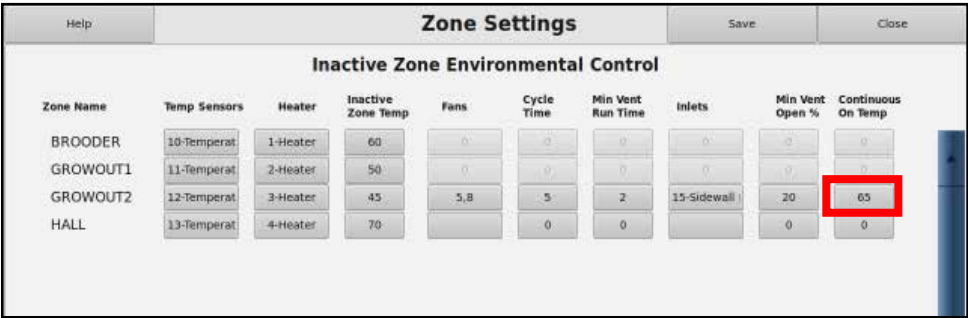 Help Zone Settings Save Close
Inactive Zone Environmental Control
Zone Name Temp Sensors Heater Inactive Zone Temp Fans Cycle Time Min Vent Run Time Inlets Min Vent Open % Continuous On Temp
BROODER 10-Temperat 1-Heater 60 0 0 0 0 0 0
GROWOUT1 11-Temperat 2-Heater 50 0 0 0 0 0 0
GROWOUT2 12-Temperat 3-Heater 45 5,8 5 2 15-Sidewall 20 65
HALL 13-Temperat 4-Heater 70 0 0 0 0